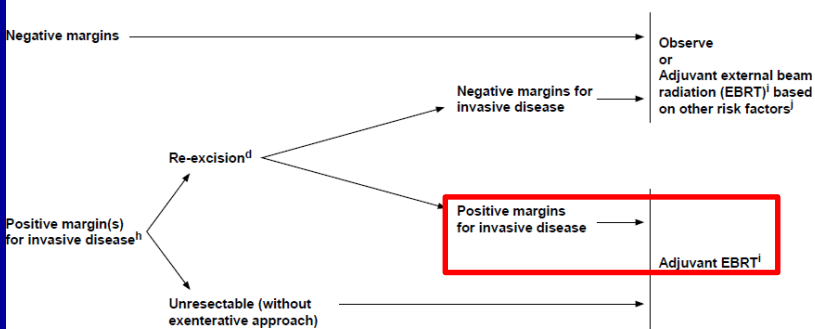 Negative margins
Observe
or
Adjuvant external beam
radiation (EBRT)i based
on other risk factorsj
Negative margins for
invasive disease
Re-excisiond
Positive margins
for invasive disease
Positive margin(s)
for invasive diseaseh
Adjuvant EBRTi
Unresectable (without
exenterative approach)